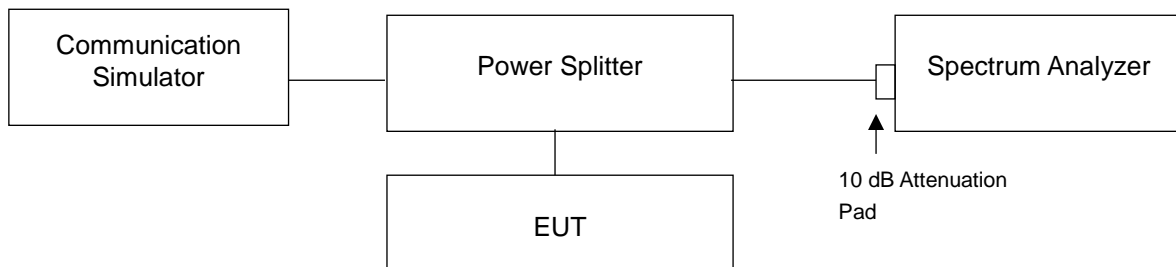 Communication
Simulator
Power Splitter
Spectrum Analyzer
10 dB Attenuation
Pad
EUT